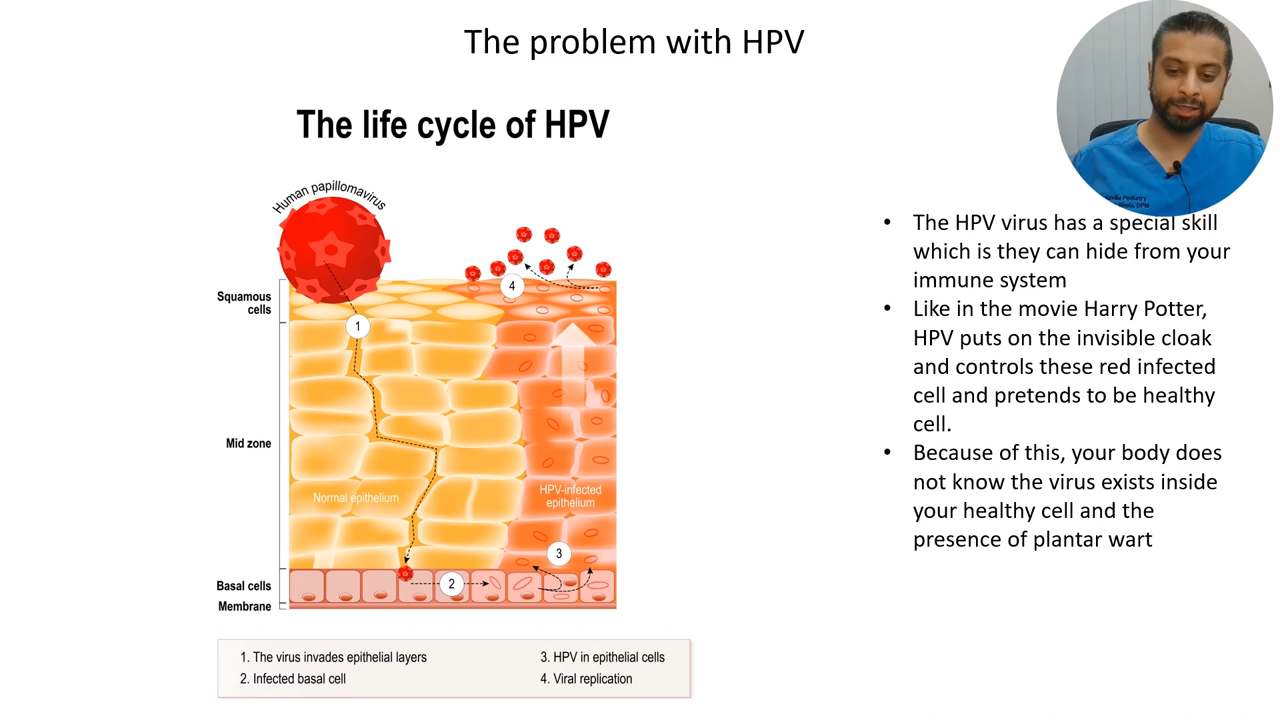 The problem with HPV
The life cycle of HPV
Human papillomavirus
Squamous
cells
Mid zone
Basal cells
Membrane
1
2
3
4
Normal epithelium
HPV-infected
epithelium
1. The virus invades epithelial layers
2. Infected basal cell
3. HPV in epithelial cells
4. Viral replication
Podiatry
DPM
• The HPV virus has a special skill
which is they can hide from your
immune system
• Like in the movie Harry Potter,
HPV puts on the invisible cloak
and controls these red infected
cell and pretends to be healthy
cell.
• Because of this, your body does
not know the virus exists inside
your healthy cell and the
presence of plantar wart